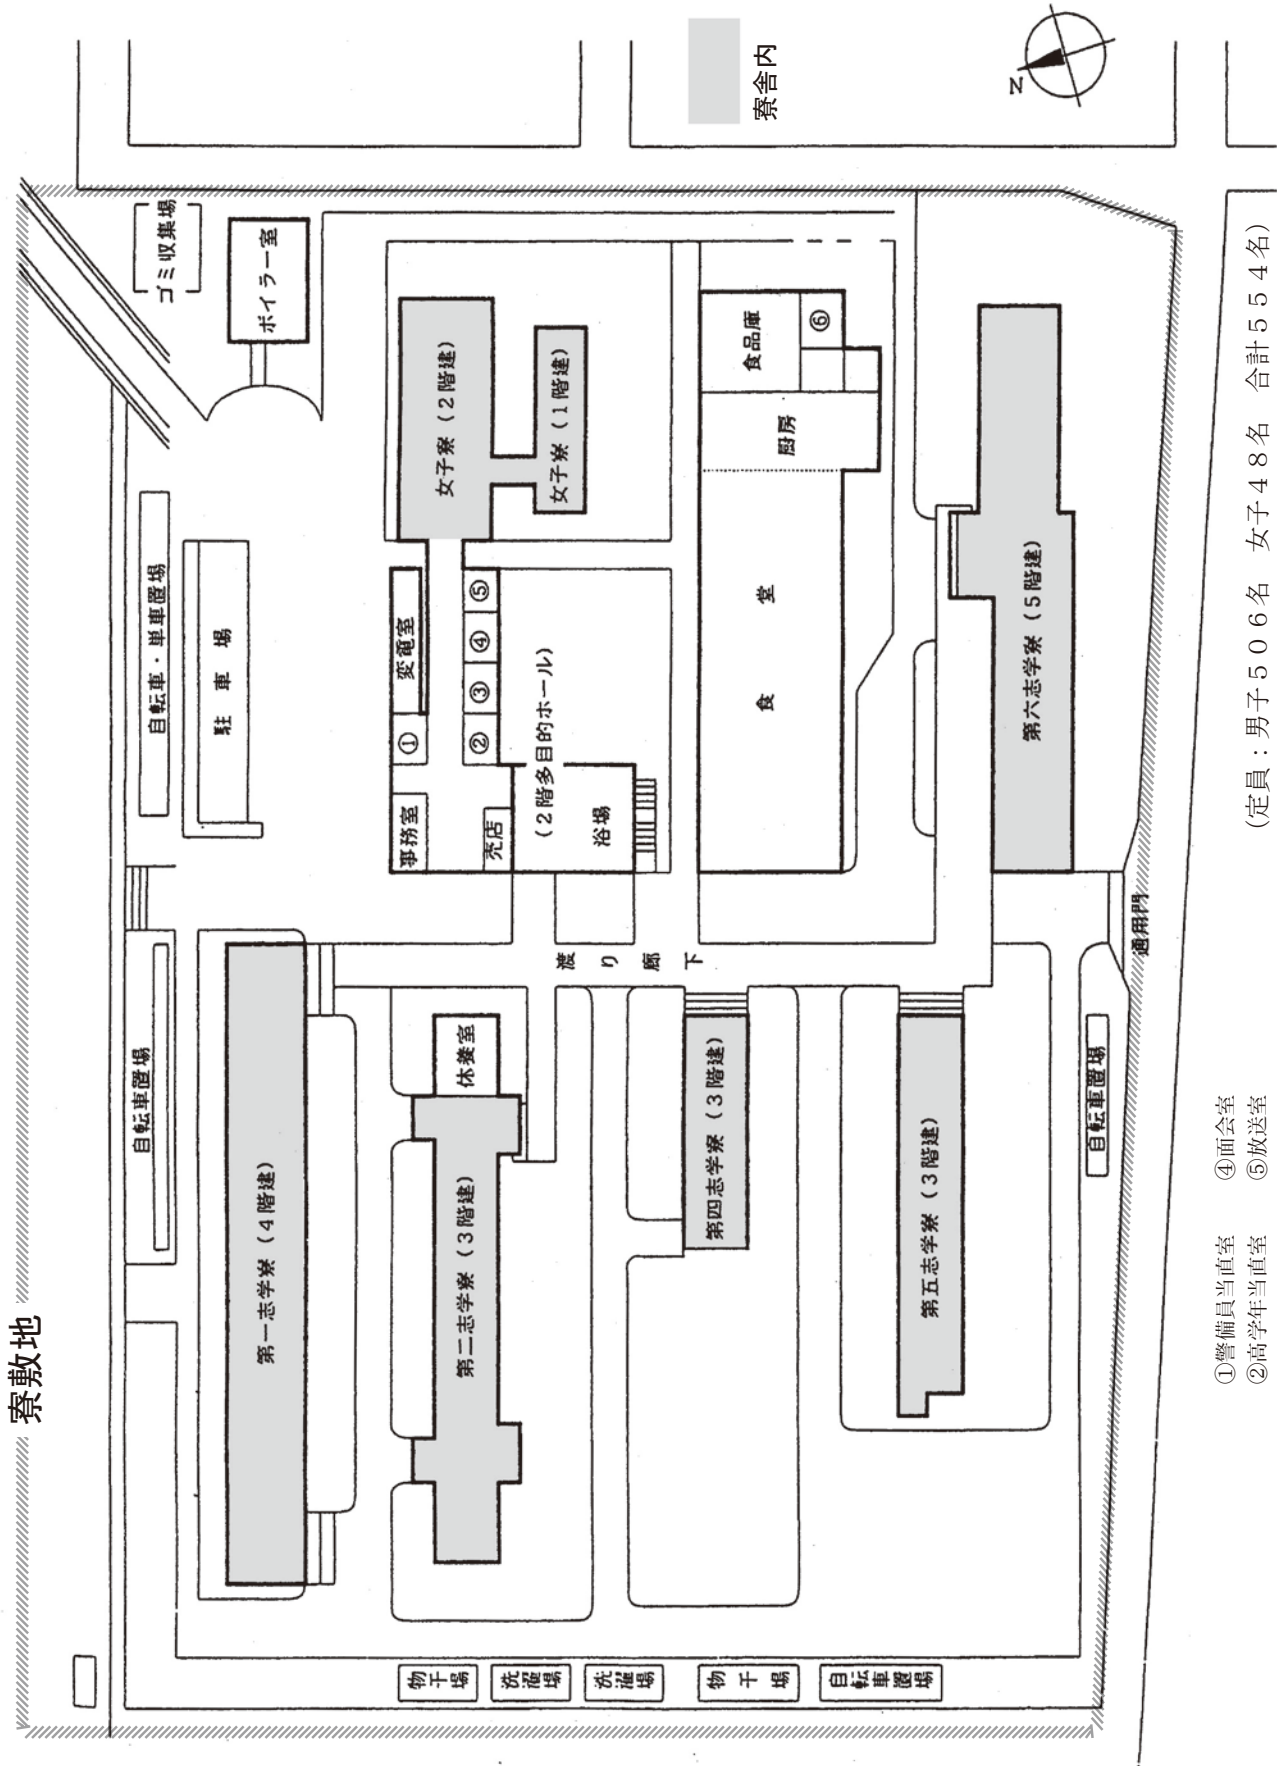 寮敷地
自転車置場
自転車・単車置場
駐車場
ゴミ収集場
ボイラー室
第一志学寮（4階建）
事務室
①
変電室
女子寮（2階建）
売店
②
③
④
⑤
女子寮（1階建）
（2階多目的ホール）
浴場
休養室
第二志学寮（3階建）
渡り廊下
食堂
厨房
食品庫
⑥
第四志学寮（3階建）
第五志学寮（3階建）
第六志学寮（5階建）
自転車置場
通用門
物干場
洗濯場
洗濯場
物干場
自転車置場
寮舎内
N
①警備員当直室　④面会室
②高学年当直室　⑤放送室
（定員：男子506名　女子48名　合計554名）